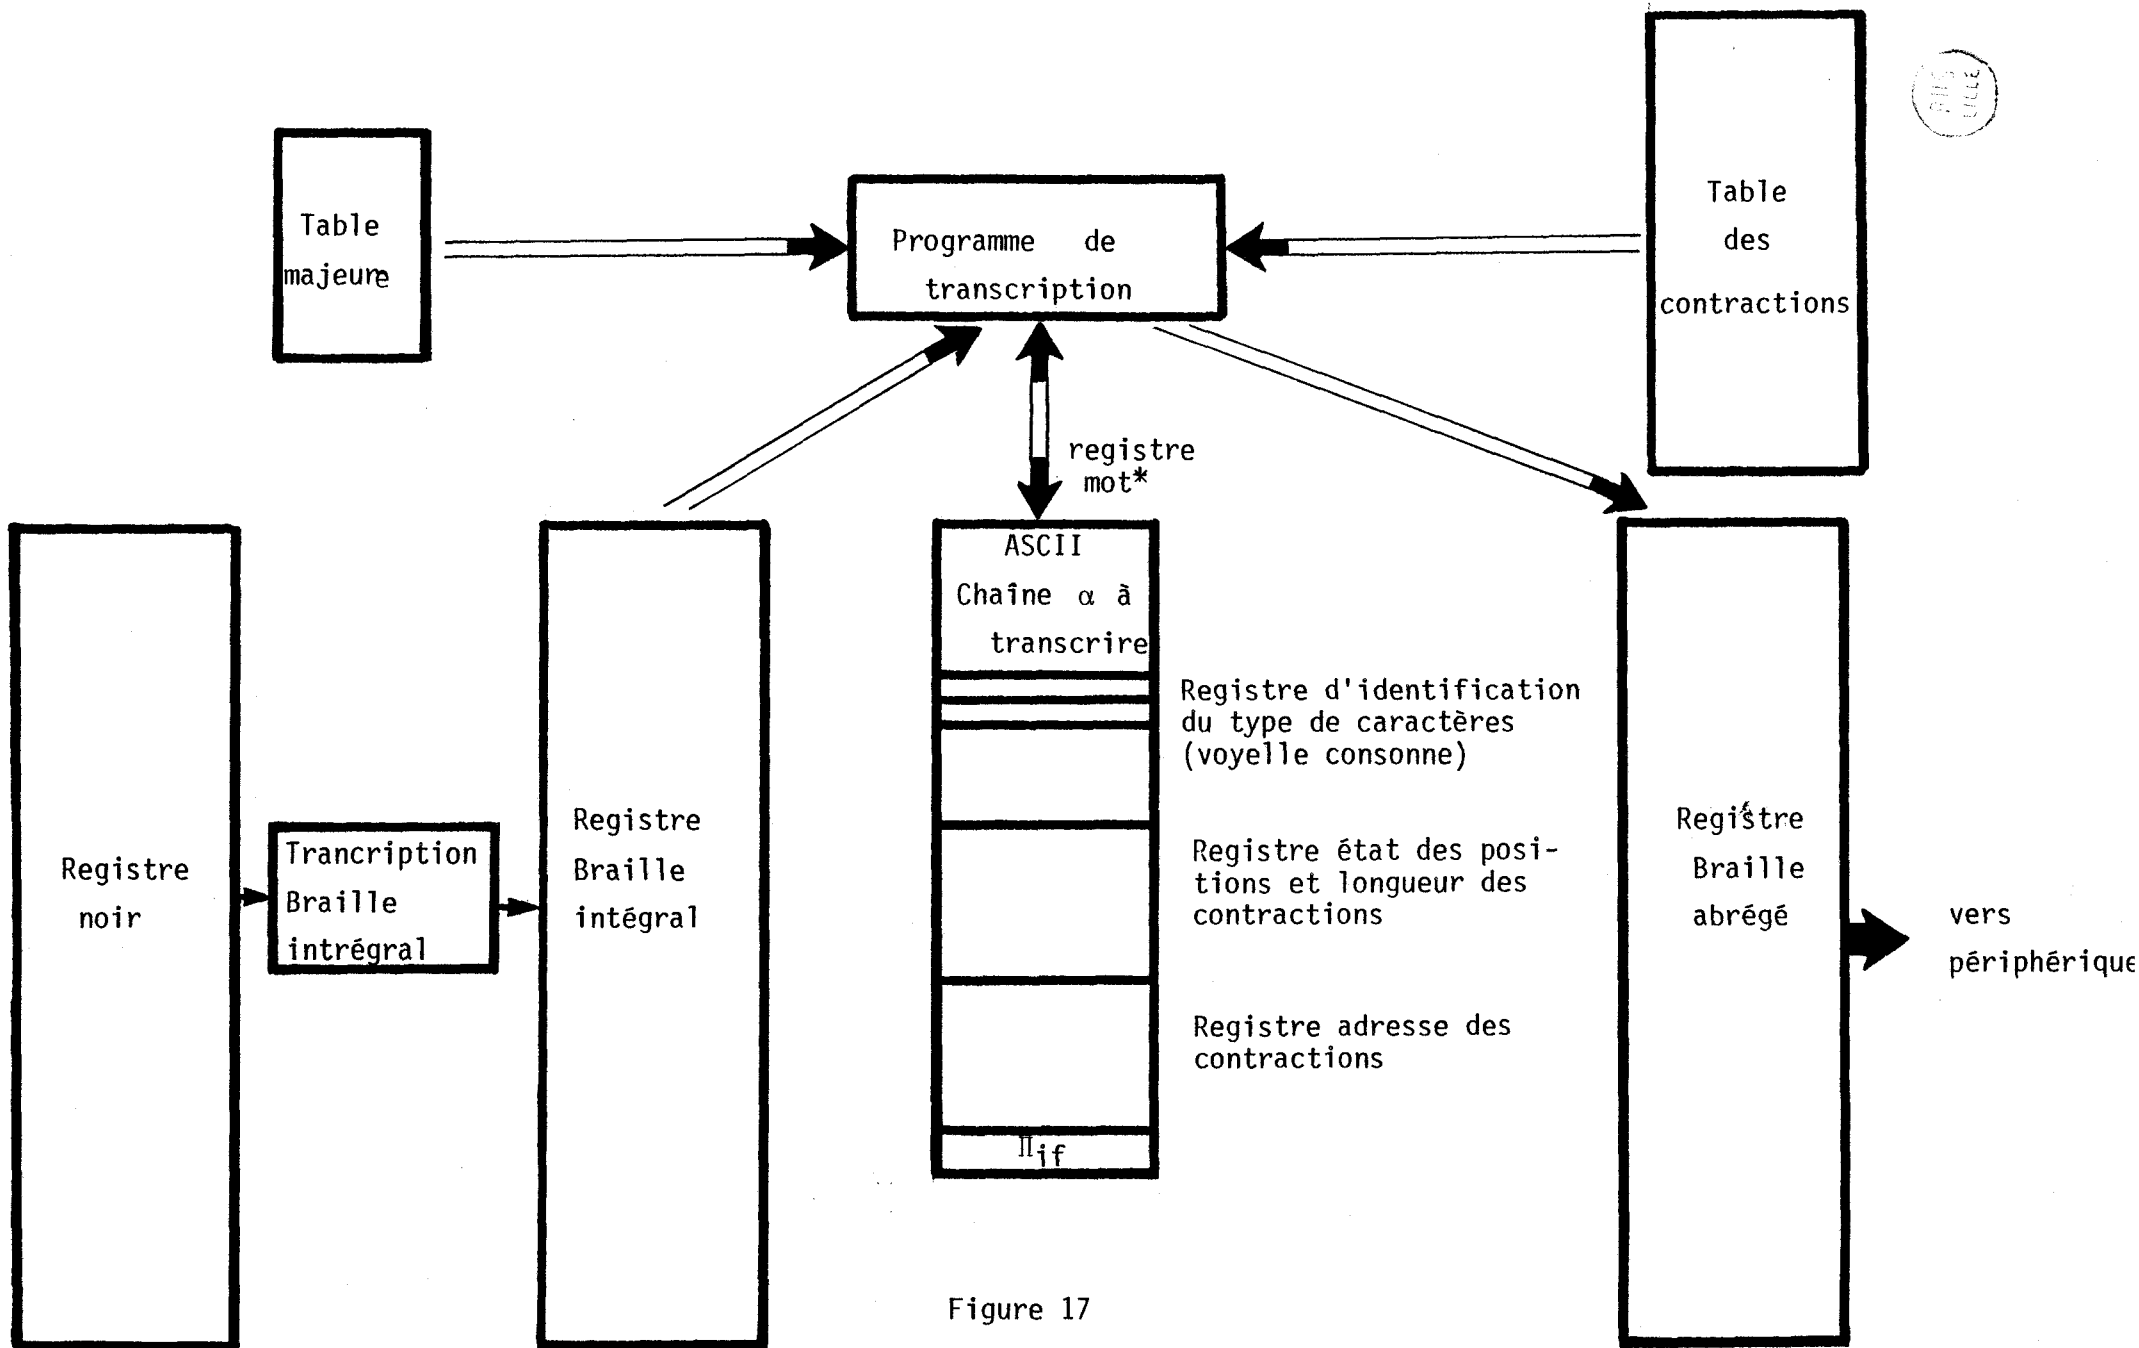 Table
majeure
Programme de
transcription
Table
des
contractions
LILLE
registre
mot*
Registre
noir
Trancription
Braille
intrégral
Registre
Braille
intégral
ASCII
Chaîne α à
transcrire
Registre d'identification
du type de caractères
(voyelle consonne)
Registre état des posi-
tions et longueur des
contractions
Registre adresse des
contractions
Πif
Registre
Braille
abrégé
vers
périphérique
Figure 17